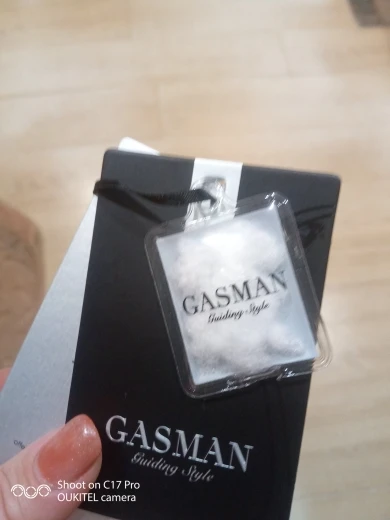 GASMAN
Guiding Style
GASMAN
Guiding Style
Shoot on C17 Pro
OUKITEL camera